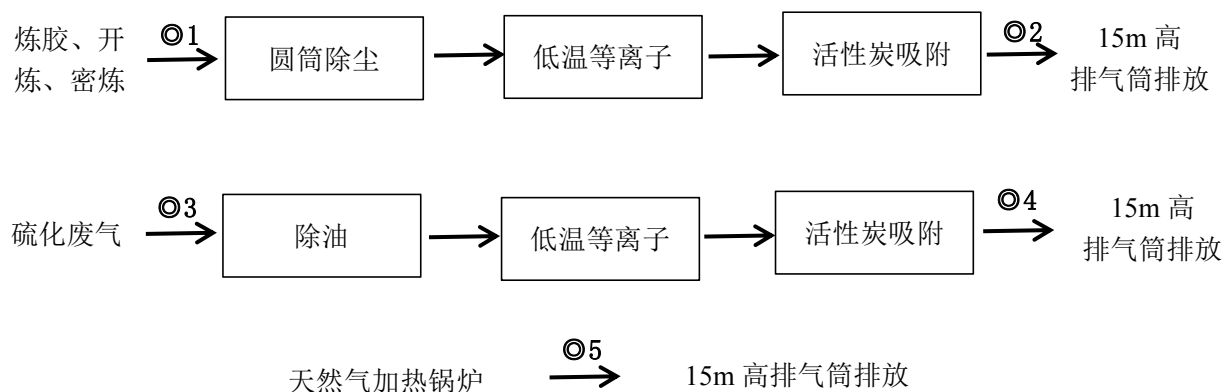 炼胶、开
炼、密炼
◎1
圆筒除尘
低温等离子
活性炭吸附
◎2
15m 高
排气筒排放
硫化废气
◎3
除油
低温等离子
活性炭吸附
◎4
15m 高
排气筒排放
天然气加热锅炉
◎5
15m 高排气筒排放